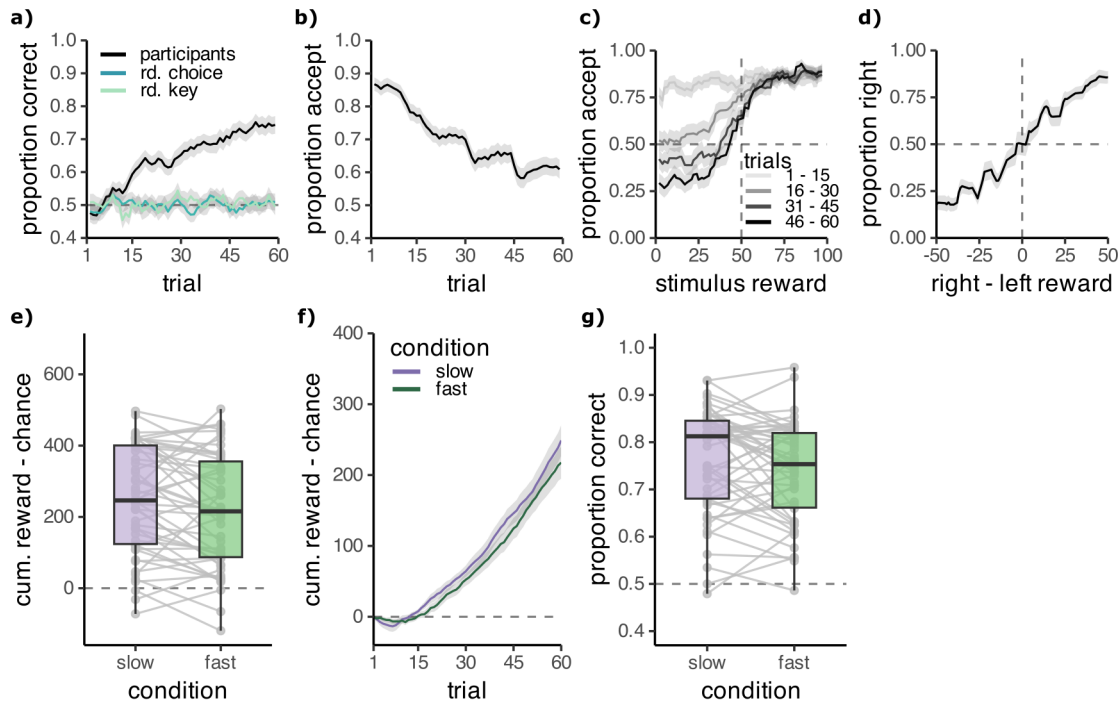 a)
proportion correct
1.0
0.9
0.8
0.7
0.6
0.5
0.4
participants
rd. choice
rd. key
1
15
30
45
60
trial
b)
proportion accept
1.0
0.9
0.8
0.7
0.6
0.5
0.4
1
15
30
45
60
trial
c)
proportion accept
1.00
0.75
0.50
0.25
0.00
trials
1 - 15
16 - 30
31 - 45
46 - 60
0
25
50
75
100
stimulus reward
d)
proportion right
1.00
0.75
0.50
0.25
0.00
-50
-25
0
25
50
right - left reward
e)
cum. reward - chance
600
400
200
0
slow
fast
condition
f)
cum. reward - chance
400
300
200
100
0
condition
slow
fast
1
15
30
45
60
trial
g)
proportion correct
1.0
0.9
0.8
0.7
0.6
0.5
0.4
slow
fast
condition